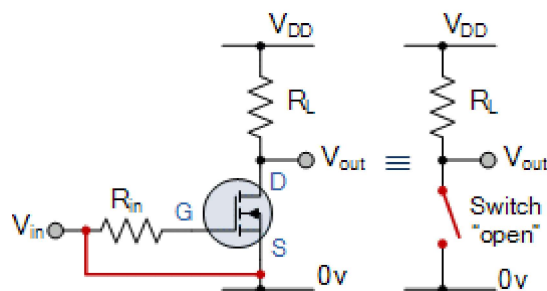 VDD
VDD
RL
RL
Vout
≡
Vout
D
Rin
G
Vin
S
Switch
"open"
0v
0v